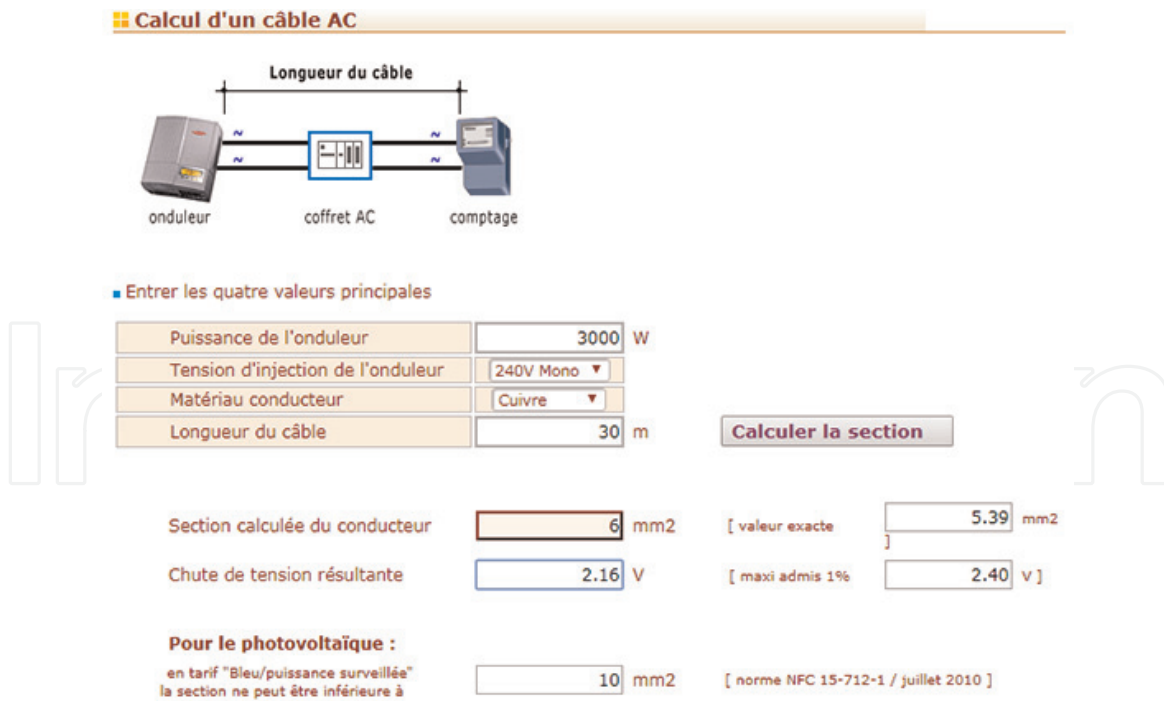 Calcul d'un câble AC
Longueur du câble
~ ~
~ ~
onduleur coffret AC comptage
Entrer les quatre valeurs principales
Puissance de l'onduleur 3000 W
Tension d'injection de l'onduleur 240V Mono
Matériau conducteur Cuivre
Longueur du câble 30 m Calculer la section
Section calculée du conducteur 6 mm2 [ valeur exacte 5.39 mm2
]
Chute de tension résultante 2.16 V [ maxi admis 1% 2.40 V ]
Pour le photovoltaïque :
en tarif "Bleu/puissance surveillée"
la section ne peut être inférieure à 10 mm2 [ norme NFC 15-712-1 / juillet 2010 ]